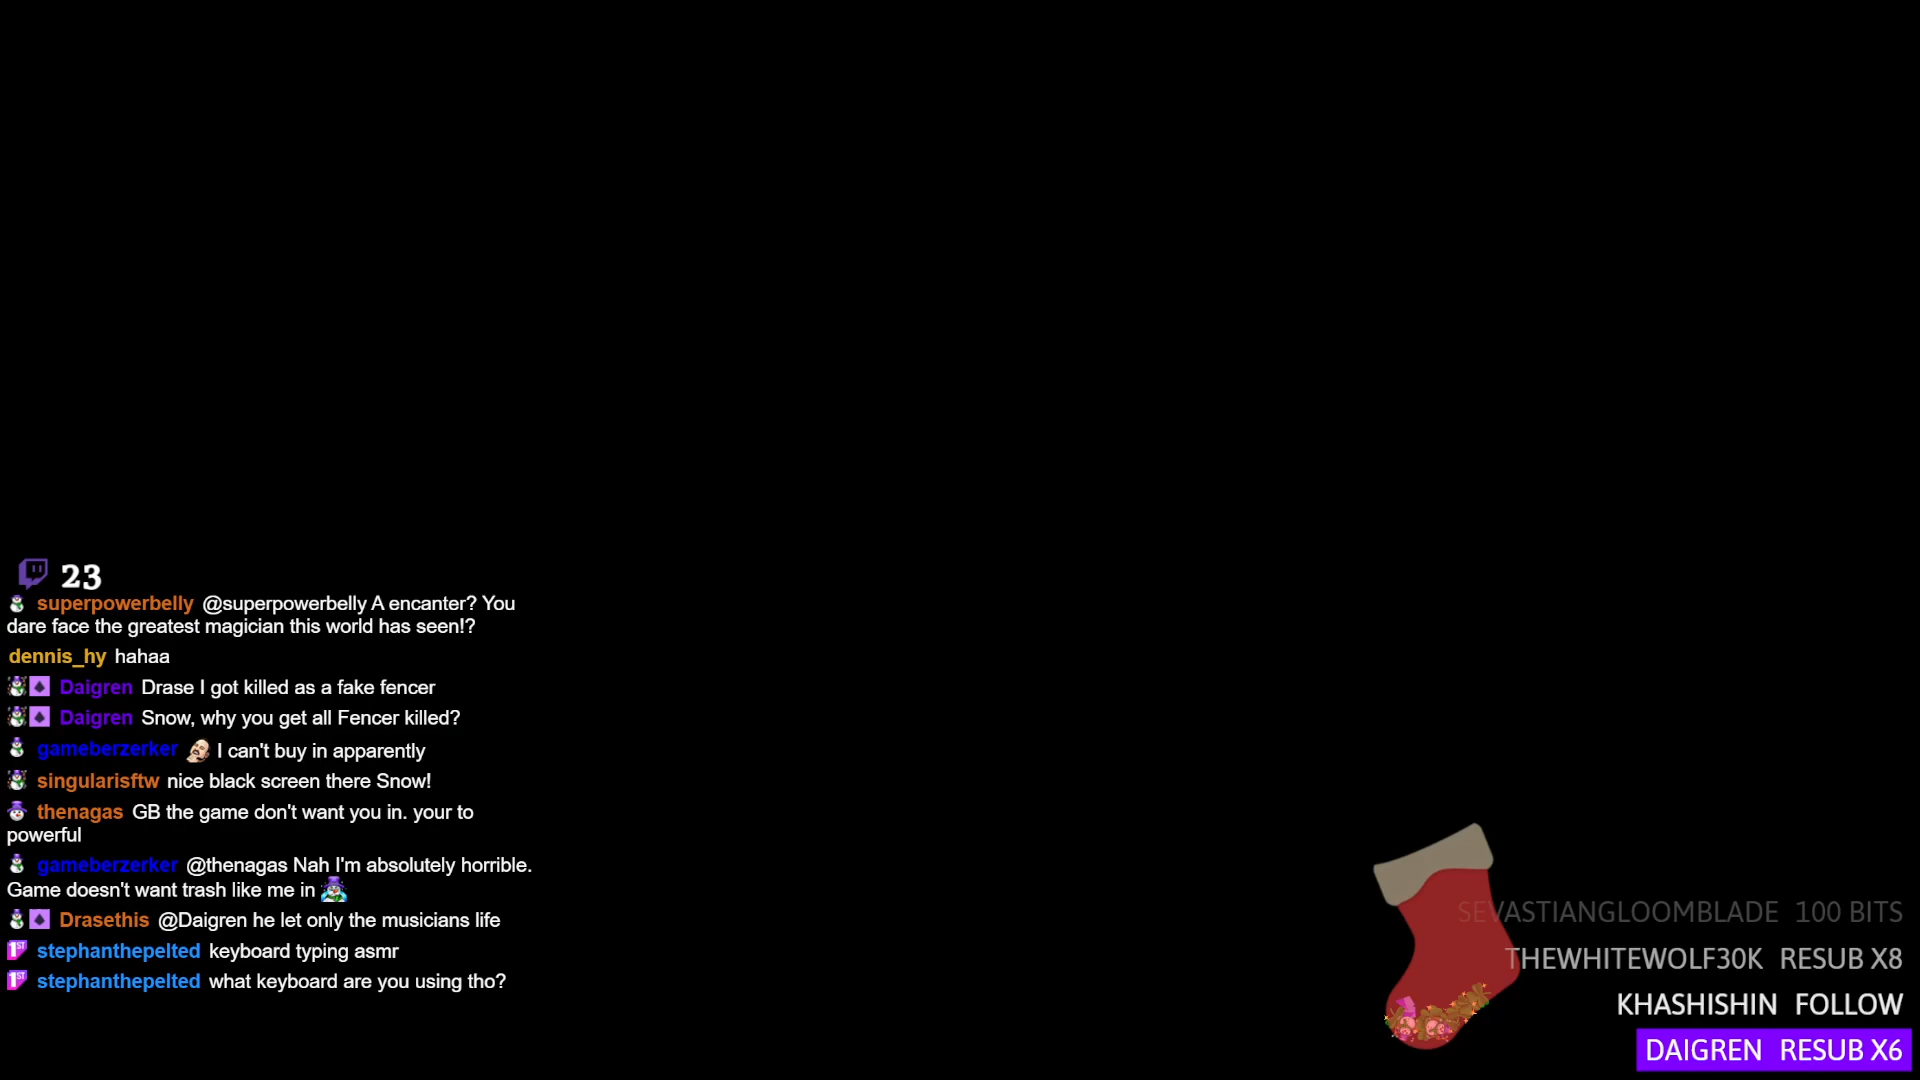 23
superpowerbelly @superpowerbelly A encanter? You
dare face the greatest magician this world has seen!?
dennis_hy hahaa
Daigren Drase I got killed as a fake fencer
Daigren Snow, why you get all Fencer killed?
gameberzerker I can't buy in apparently
singularisftw nice black screen there Snow!
thenagas GB the game don't want you in. your to
powerful
gameberzerker @thenagas Nah I'm absolutely horrible.
Game doesn't want trash like me in
Drasethis @Daigren he let only the musicians life
1ST stephanthepelted keyboard typing asmr
1ST stephanthepelted what keyboard are you using tho?
SEVASTIANGLOOMBLADE 100 BITS
THEWHITEWOLF30K RESUB X8
KHASHISHIN FOLLOW
DAIGREN RESUB X6